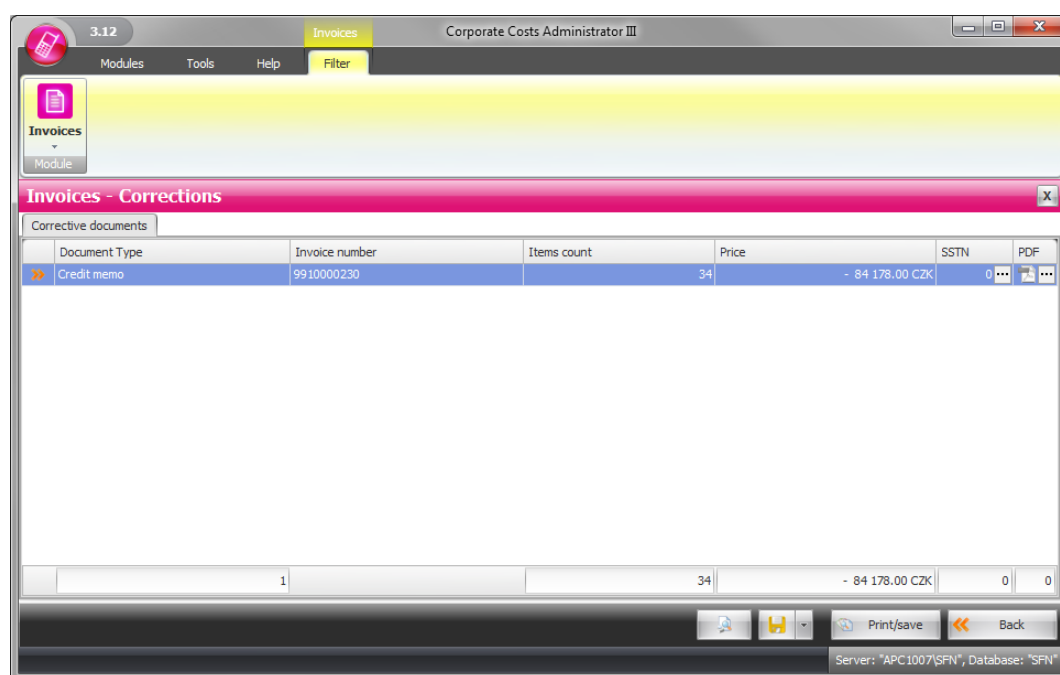 3.12 Invoices Corporate Costs Administrator III
Modules Tools Help Filter
Invoices
Module
Invoices - Corrections X
Corrective documents
Document Type Invoice number Items count Price SSTN PDF
Credit memo 9910000230 34 - 84 178.00 CZK 0
1 34 - 84 178.00 CZK 0 0
Print/save Back
Server: "APC1007\SFN", Database: "SFN"